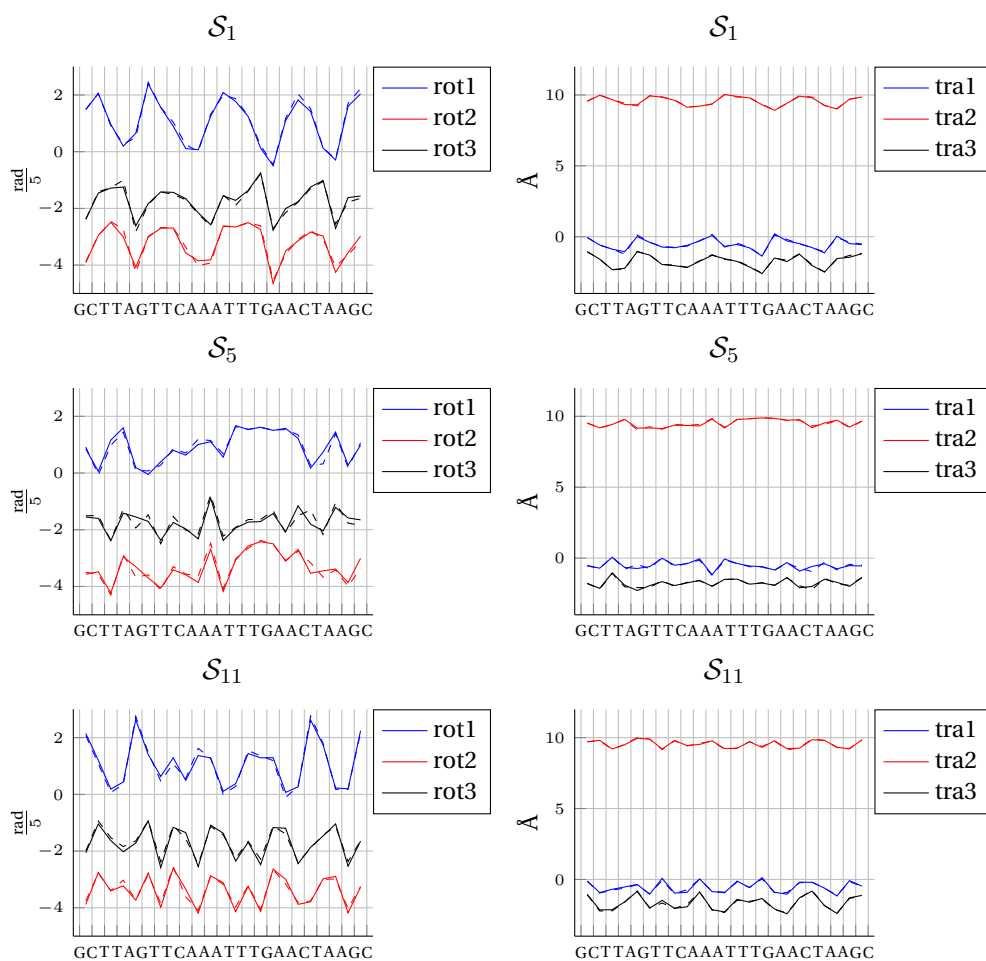 S1 S1
2
0
−2
−4
rad/5
rot1
rot2
rot3
GCTTAGTTCAAATTTGAACTAAGC
10
5
0
Å
tra1
tra2
tra3
GCTTAGTTCAAATTTGAACTAAGC
S5 S5
2
0
−2
−4
rad/5
rot1
rot2
rot3
GCTTAGTTCAAATTTGAACTAAGC
10
5
0
Å
tra1
tra2
tra3
GCTTAGTTCAAATTTGAACTAAGC
S11 S11
2
0
−2
−4
rad/5
rot1
rot2
rot3
GCTTAGTTCAAATTTGAACTAAGC
10
5
0
Å
tra1
tra2
tra3
GCTTAGTTCAAATTTGAACTAAGC